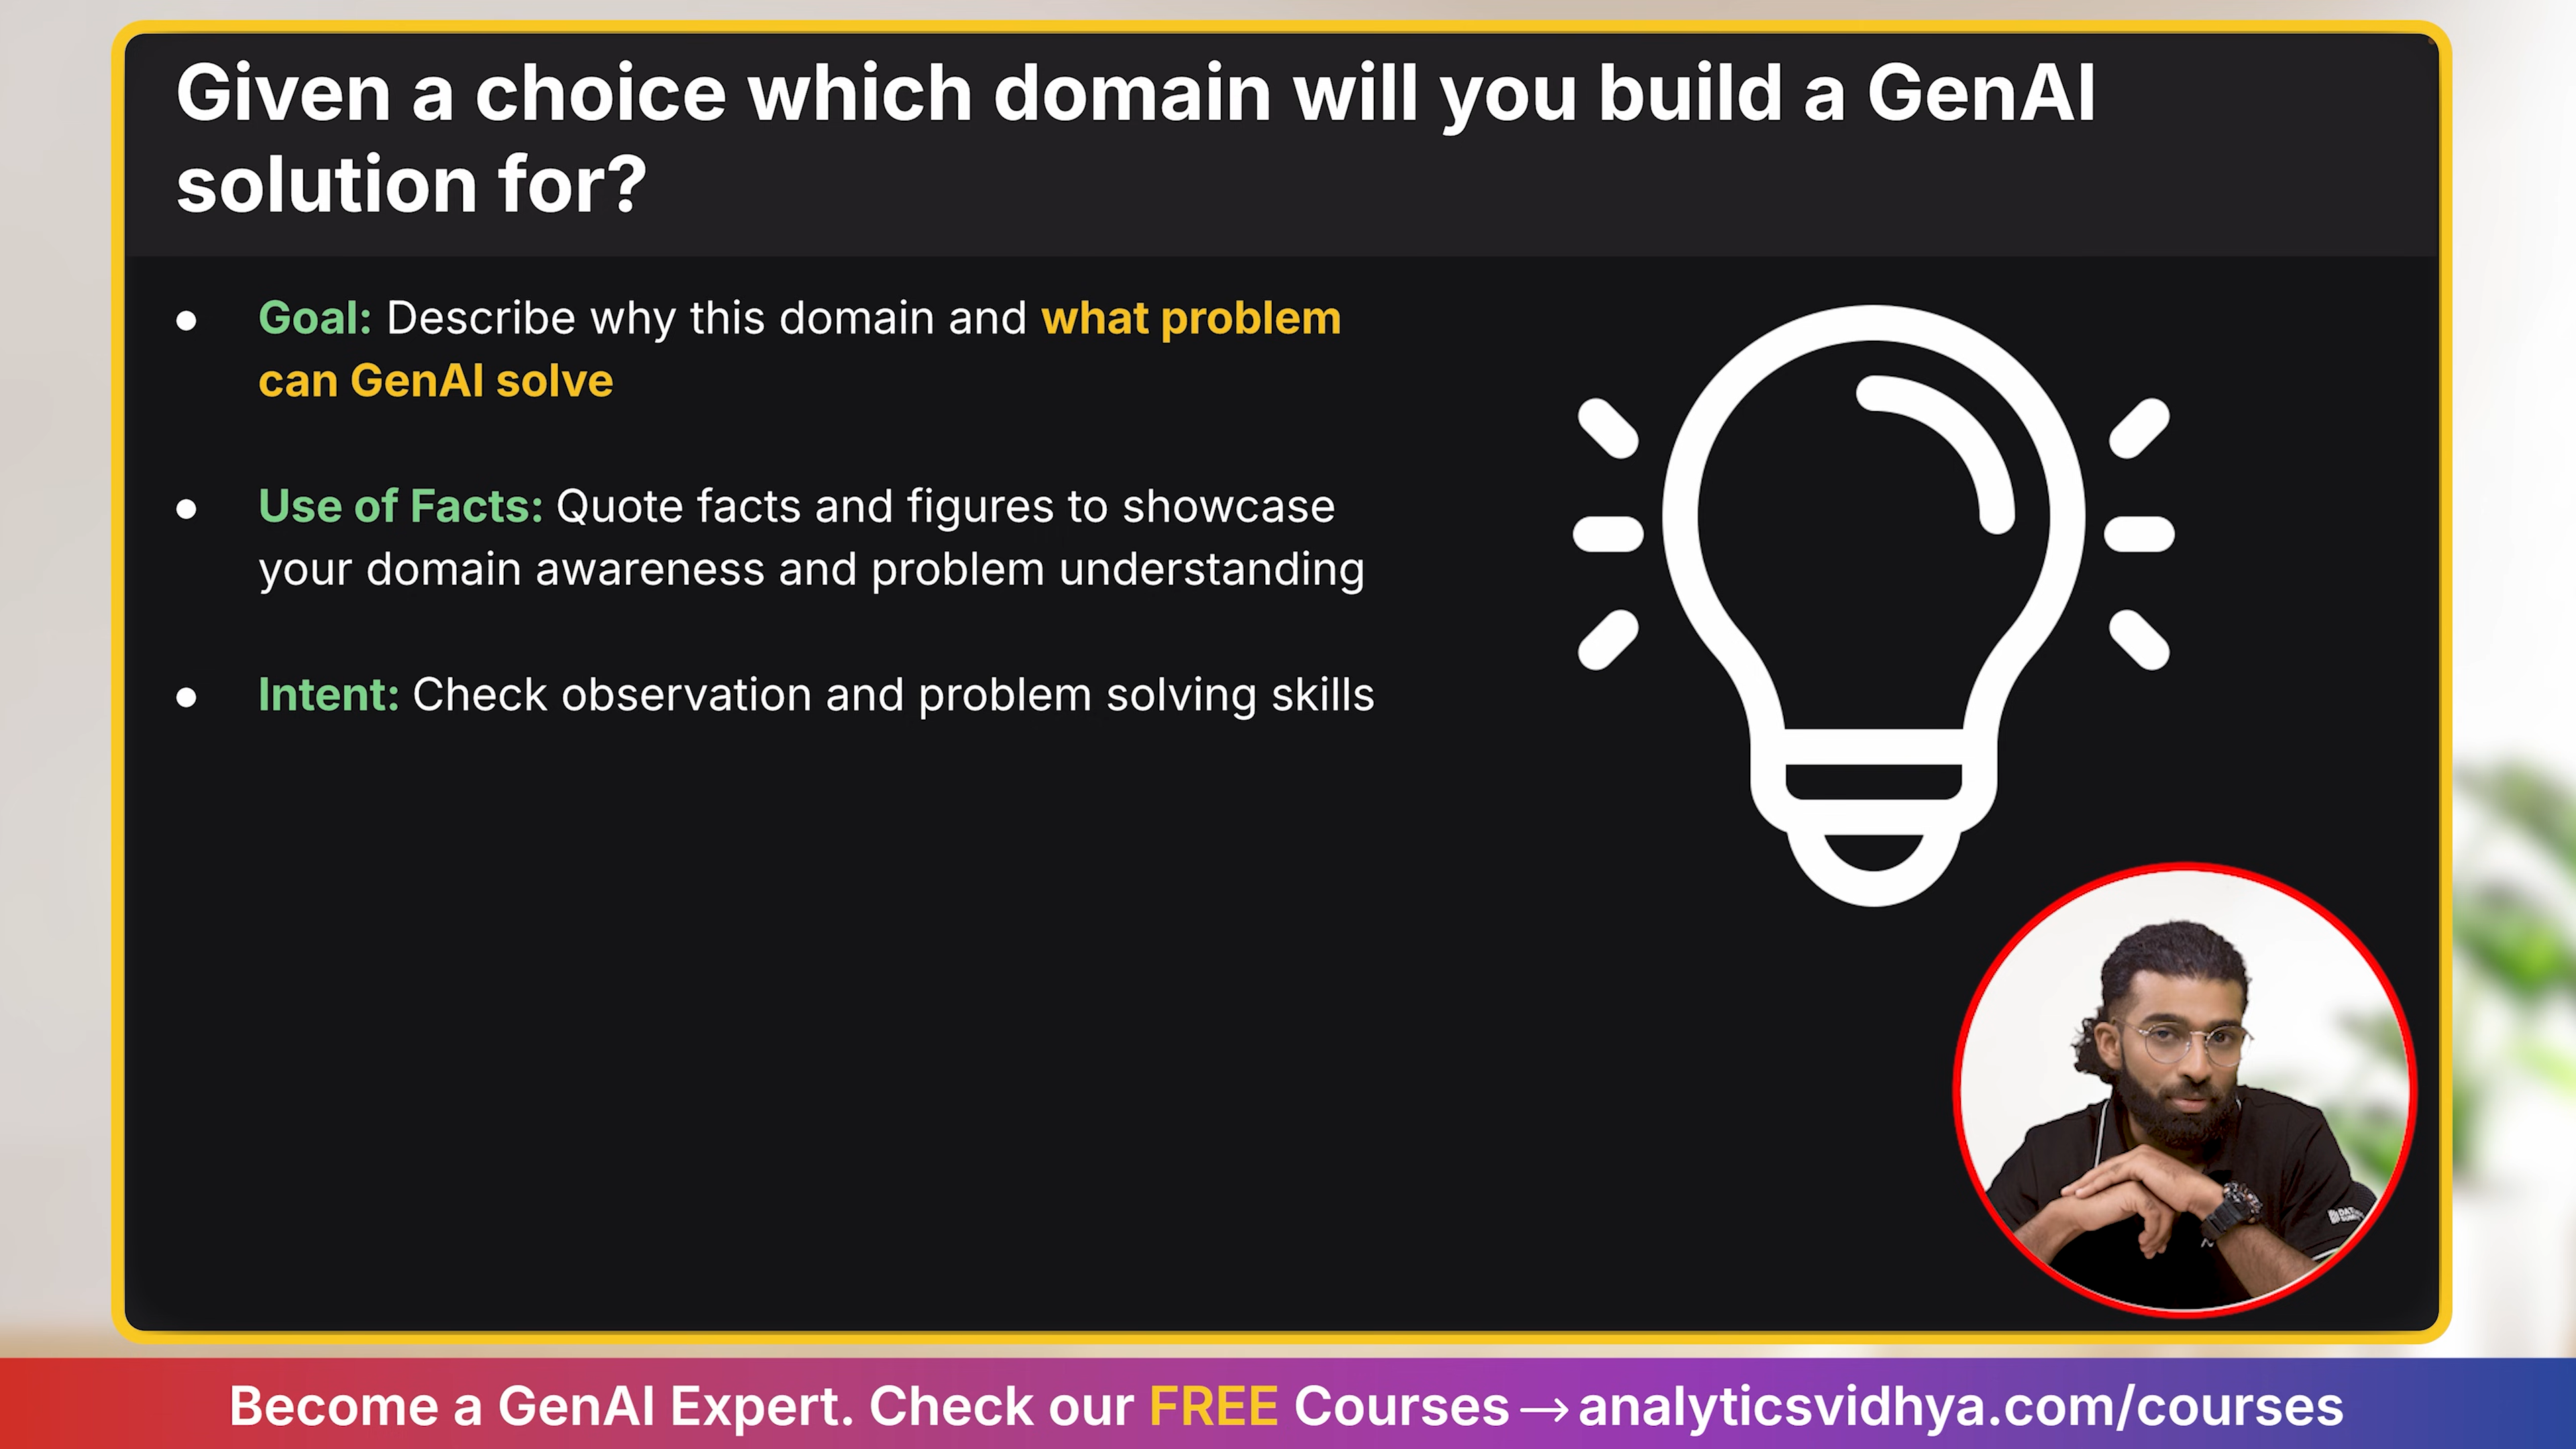 Given a choice which domain will you build a GenAI
solution for?
• Goal: Describe why this domain and what problem
can GenAI solve
• Use of Facts: Quote facts and figures to showcase
your domain awareness and problem understanding
• Intent: Check observation and problem solving skills
Become a GenAI Expert. Check our FREE Courses → analyticsvidhya.com/courses